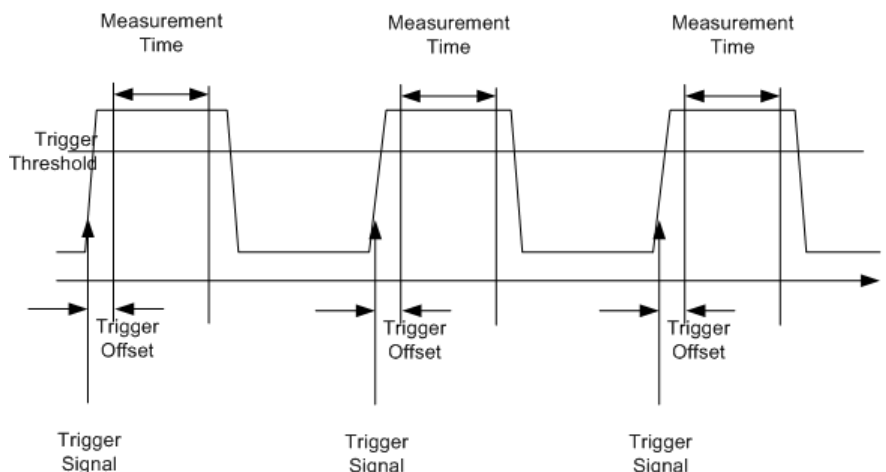 Measurement
Time
Measurement
Time
Measurement
Time
Trigger
Threshold
Trigger
Offset
Trigger
Offset
Trigger
Offset
Trigger
Signal
Trigger
Signal
Trigger
Signal